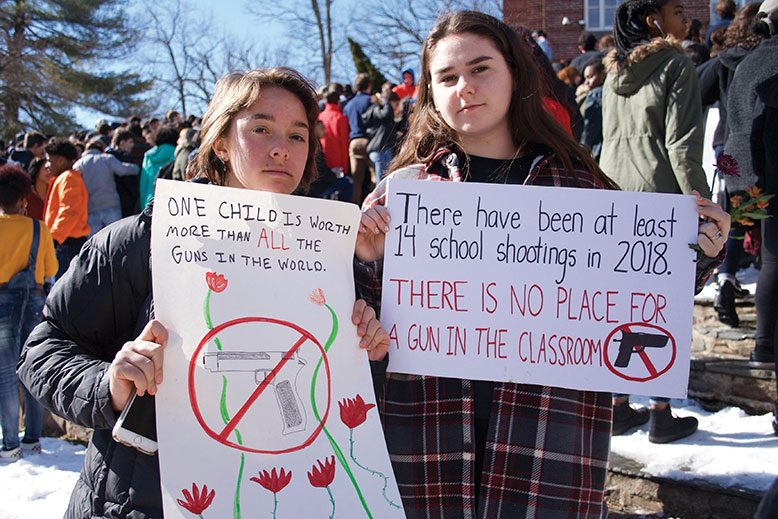 ONE CHILD IS WORTH
MORE THAN ALL THE
GUNS IN THE WORLD.
There have been at least
14 school shootings in 2018.
THERE IS NO PLACE FOR
A GUN IN THE CLASSROOM